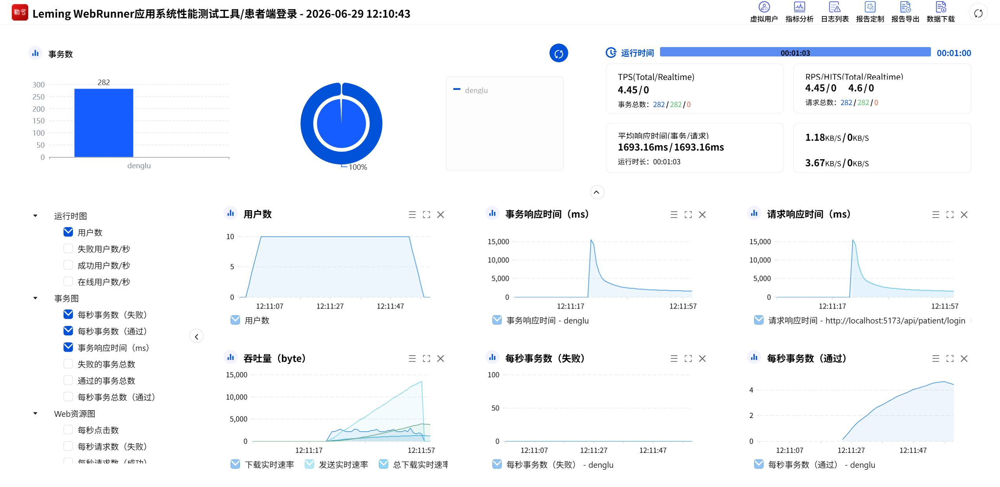 勒孑 Leming WebRunner应用系统性能测试工具/患者端登录 - 2026-06-29 12:10:43
虚拟用户 指标分析 日志列表 报告定制 报告导出 数据下载
事务数
300
250
200
150
100
50
0
282
denglu
100%
denglu
运行时间 00:01:03 00:01:00
TPS(Total/Realtime)
4.45/0
事务总数：282/282/0
RPS/HITS(Total/Realtime)
4.45/0 4.6/0
请求总数：282/282/0
平均响应时间(事务/请求)
1693.16ms/1693.16ms
运行时长：00:01:03
1.18KB/S/0KB/S
3.67KB/S/0KB/S
运行时图
用户数
失败用户数/秒
成功用户数/秒
在线用户数/秒
事务图
每秒事务数（失败）
每秒事务数（通过）
事务响应时间（ms）
失败的事务总数
通过的事务总数
每秒事务总数（通过）
Web资源图
每秒点击数
每秒请求数（失败）
每秒请求数（成功）
用户数
10
5
0
12:11:07 12:11:27 12:11:47
用户数
事务响应时间（ms）
15,000
10,000
5,000
0
12:11:17 12:11:57
事务响应时间 - denglu
请求响应时间（ms）
15,000
10,000
5,000
0
12:11:17 12:11:57
请求响应时间 - http://localhost:5173/api/patient/login
吞吐量（byte）
15,000
10,000
5,000
0
12:11:17 12:11:57
下载实时速率 发送实时速率 总下载实时速率
每秒事务数（失败）
100
50
0
12:11:07 12:11:27 12:11:47
每秒事务数（失败） - denglu
每秒事务数（通过）
4
2
0
12:11:07 12:11:27 12:11:47
每秒事务数（通过） - denglu